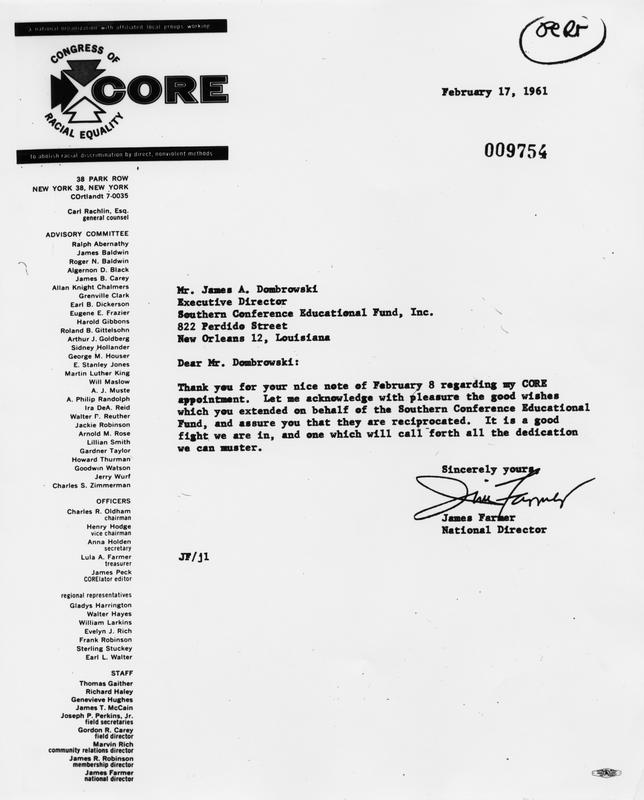 a national organization with affiliated local groups working
CONGRESS OF
CORE
RACIAL EQUALITY
to abolish racial discrimination by direct, nonviolent methods
February 17, 1961
009754
38 PARK ROW
NEW YORK 38, NEW YORK
COrtlandt 7-0035
Carl Rachlin, Esq.
general counsel
ADVISORY COMMITTEE
Ralph Abernathy
James Baldwin
Roger N. Baldwin
Algernon D. Black
James B. Carey
Allan Knight Chalmers
Grenville Clark
Earl B. Dickerson
Eugene E. Frazier
Harold Gibbons
Roland B. Gittelsohn
Arthur J. Goldberg
Sidney Hollander
George M. Houser
E. Stanley Jones
Martin Luther King
Will Maslow
A. J. Muste
A. Philip Randolph
Ira DeA. Reid
Walter P. Reuther
Jackie Robinson
Arnold M. Rose
Lillian Smith
Gardner Taylor
Howard Thurman
Goodwin Watson
Jerry Wurf
Charles S. Zimmerman
OFFICERS
Charles R. Oldham
chairman
Henry Hodge
vice chairman
Anna Holden
secretary
Lula A. Farmer
treasurer
James Peck
CORElator editor
regional representatives
Gladys Harrington
Walter Hayes
William Larkins
Evelyn J. Rich
Frank Robinson
Sterling Stuckey
Earl L. Walter
STAFF
Thomas Gaither
Richard Haley
Genevieve Hughes
James T. McCain
Joseph P. Perkins, Jr.
field secretaries
Gordon R. Carey
field director
Marvin Rich
community relations director
James R. Robinson
membership director
James Farmer
national director
Mr. James A. Dombrowski
Executive Director
Southern Conference Educational Fund, Inc.
822 Perdido Street
New Orleans 12, Louisiana
Dear Mr. Dombrowski:
Thank you for your nice note of February 8 regarding my CORE
appointment. Let me acknowledge with pleasure the good wishes
which you extended on behalf of the Southern Conference Educational
Fund, and assure you that they are reciprocated. It is a good
fight we are in, and one which will call forth all the dedication
we can muster.
Sincerely yours,
Jim Farmer
James Farmer
National Director
JF/jl